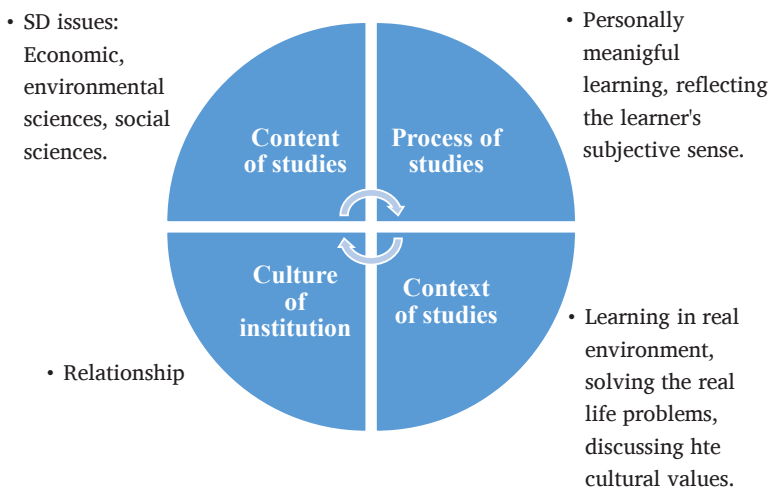 • SD issues:
Economic,
environmental
sciences, social
sciences.
• Personally
meanigful
learning, reflecting
the learner's
subjective sense.
Content
of studies
Process of
studies
Culture
of
institution
Context
of studies
• Relationship
• Learning in real
environment,
solving the real
life problems,
discussing hte
cultural values.